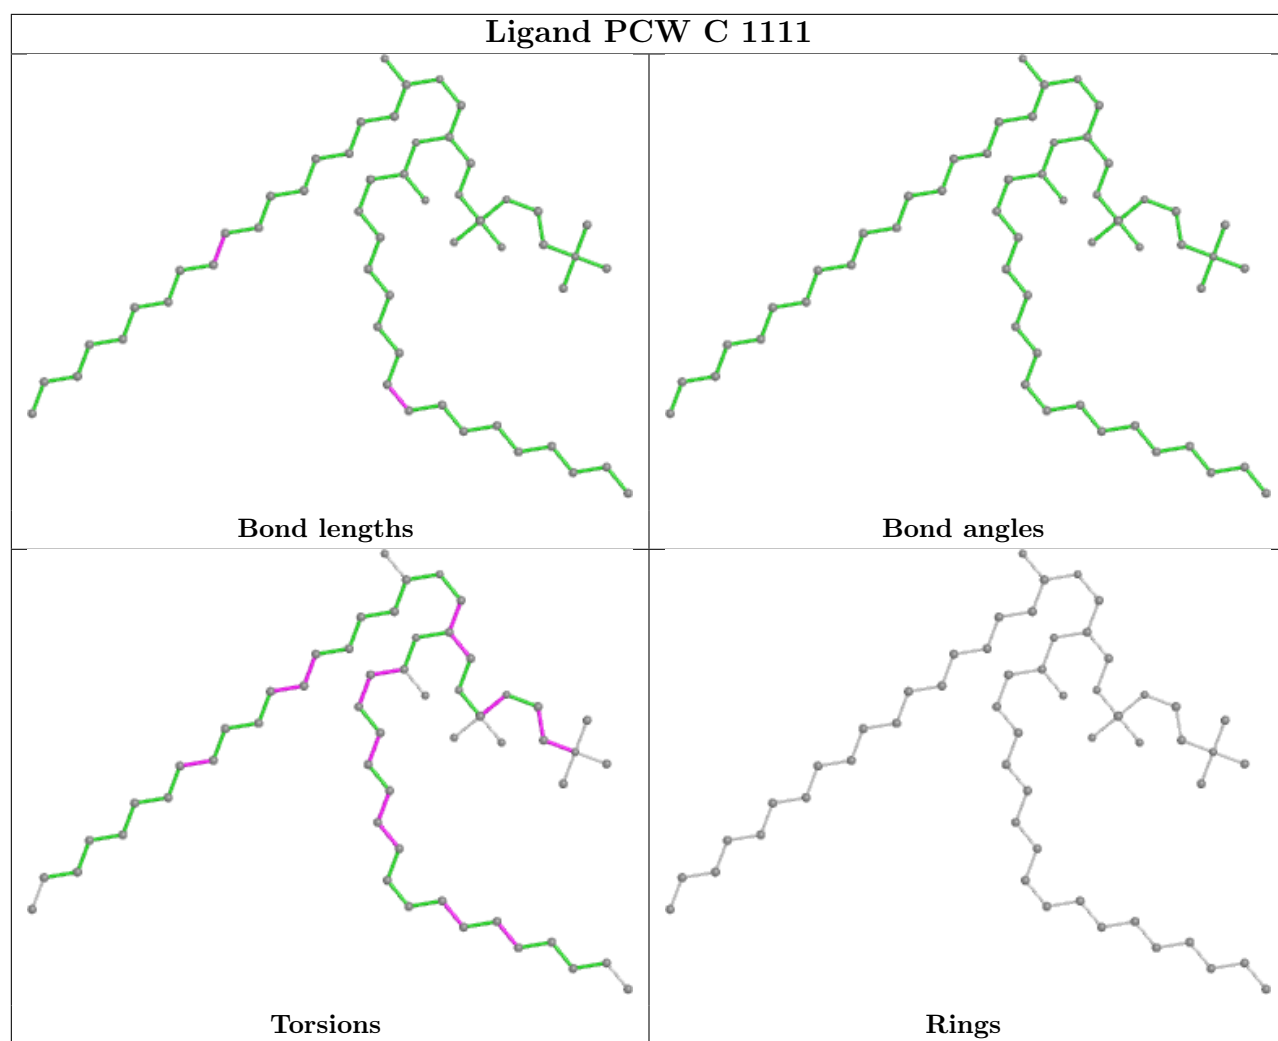 Ligand PCW C 1111
Bond lengths
Bond angles
Torsions
Rings